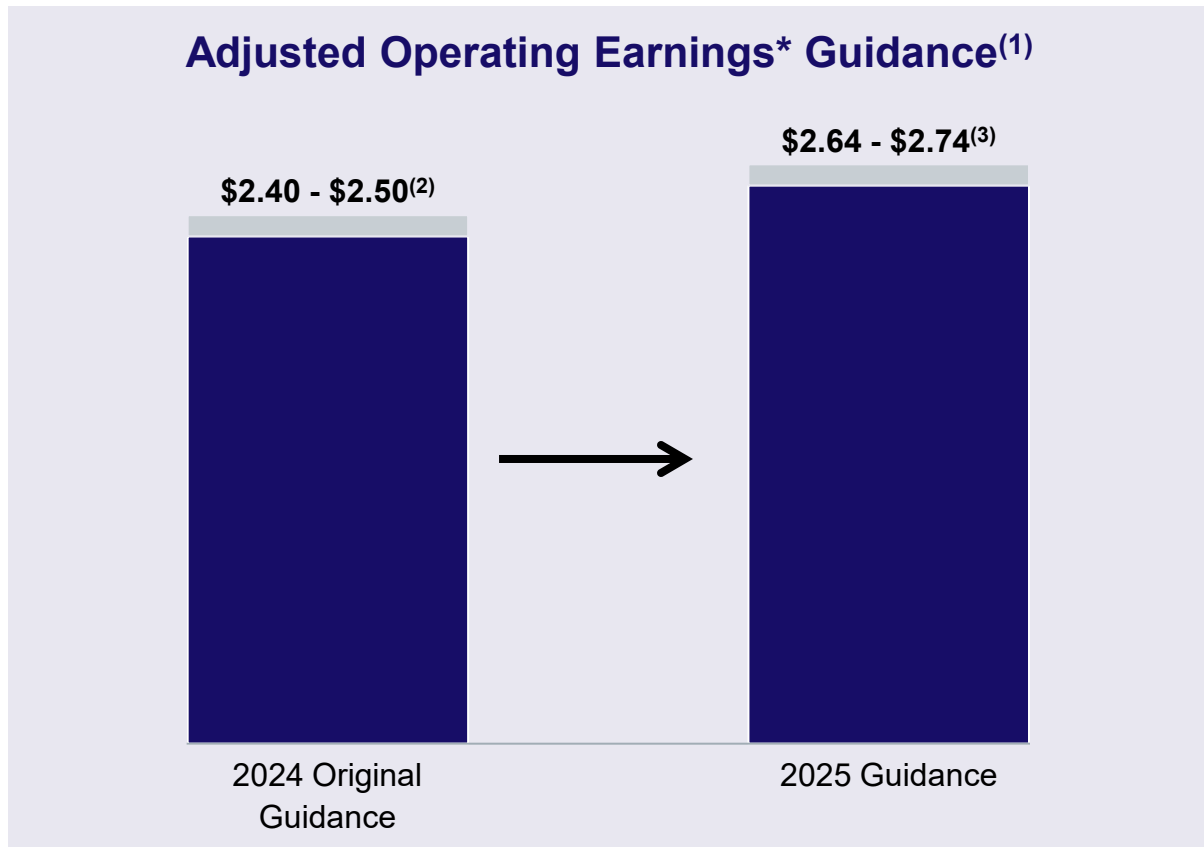 Adjusted Operating Earnings* Guidance(1)
$2.64 - $2.74(3)
$2.40 - $2.50(2)
2024 Original
Guidance
2025 Guidance